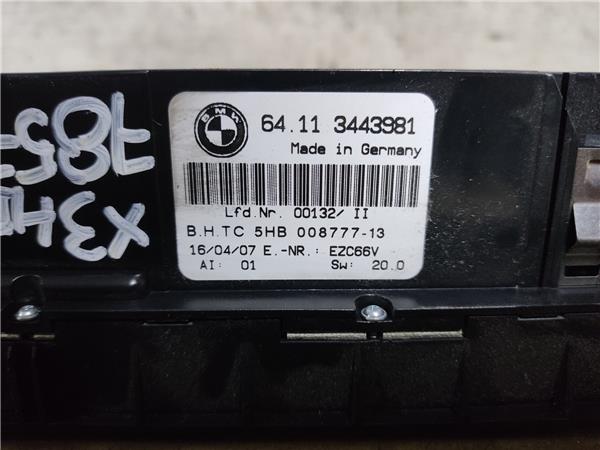 BMW
64.11 3443981
Made in Germany
Lfd.Nr. 00132/ II
B.H.TC 5HB 008777-13
16/04/07 E.-NR.: EZC66V
AI: 01 SW: 20.0
X3